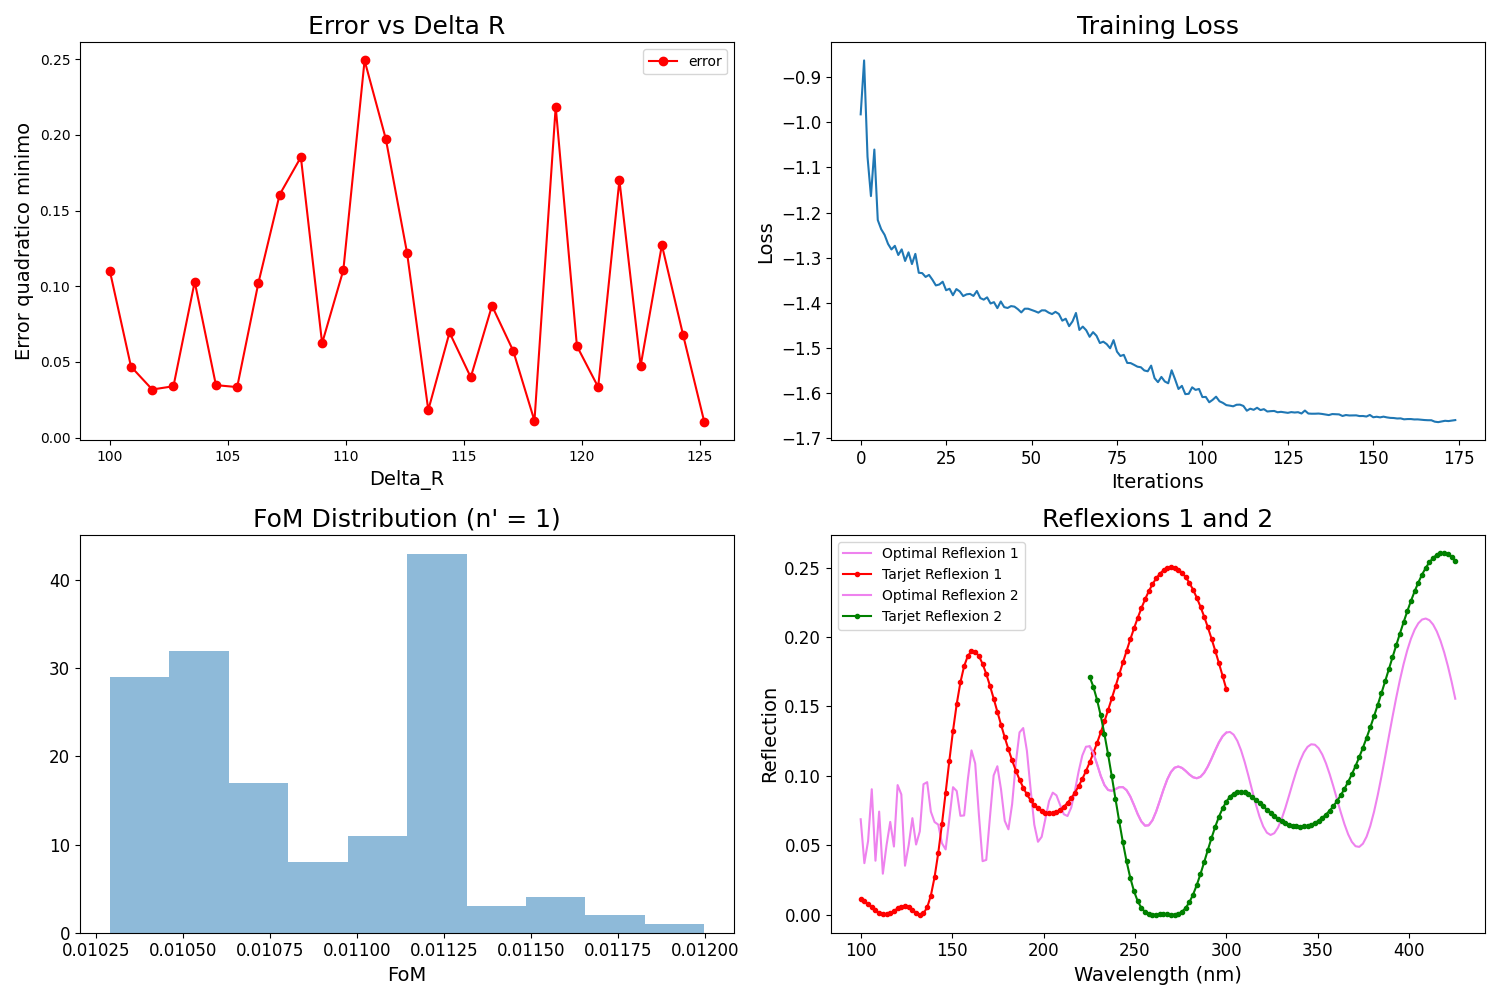 Error vs Delta R
error
Error quadratico minimo
0.25
0.20
0.15
0.10
0.05
0.00
100 105 110 115 120 125
Delta_R
Training Loss
Loss
−0.9
−1.0
−1.1
−1.2
−1.3
−1.4
−1.5
−1.6
−1.7
0 25 50 75 100 125 150 175
Iterations
FoM Distribution (n' = 1)
40
30
20
10
0
0.01025 0.01050 0.01075 0.01100 0.01125 0.01150 0.01175 0.01200
FoM
Reflexions 1 and 2
Optimal Reflexion 1
Tarjet Reflexion 1
Optimal Reflexion 2
Tarjet Reflexion 2
Reflection
0.25
0.20
0.15
0.10
0.05
0.00
100 150 200 250 300 350 400
Wavelength (nm)